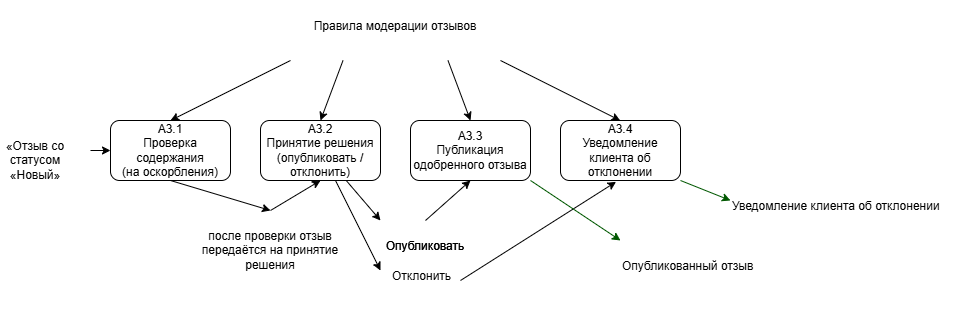 Правила модерации отзывов
«Отзыв со
статусом
«Новый»
А3.1
Проверка
содержания
(на оскорбления)
А3.2
Принятие решения
(опубликовать /
отклонить)
А3.3
Публикация
одобренного отзыва
А3.4
Уведомление
клиента об
отклонении
после проверки отзыв
передаётся на принятие
решения
Опубликовать
Отклонить
Уведомление клиента об отклонении
Опубликованный отзыв